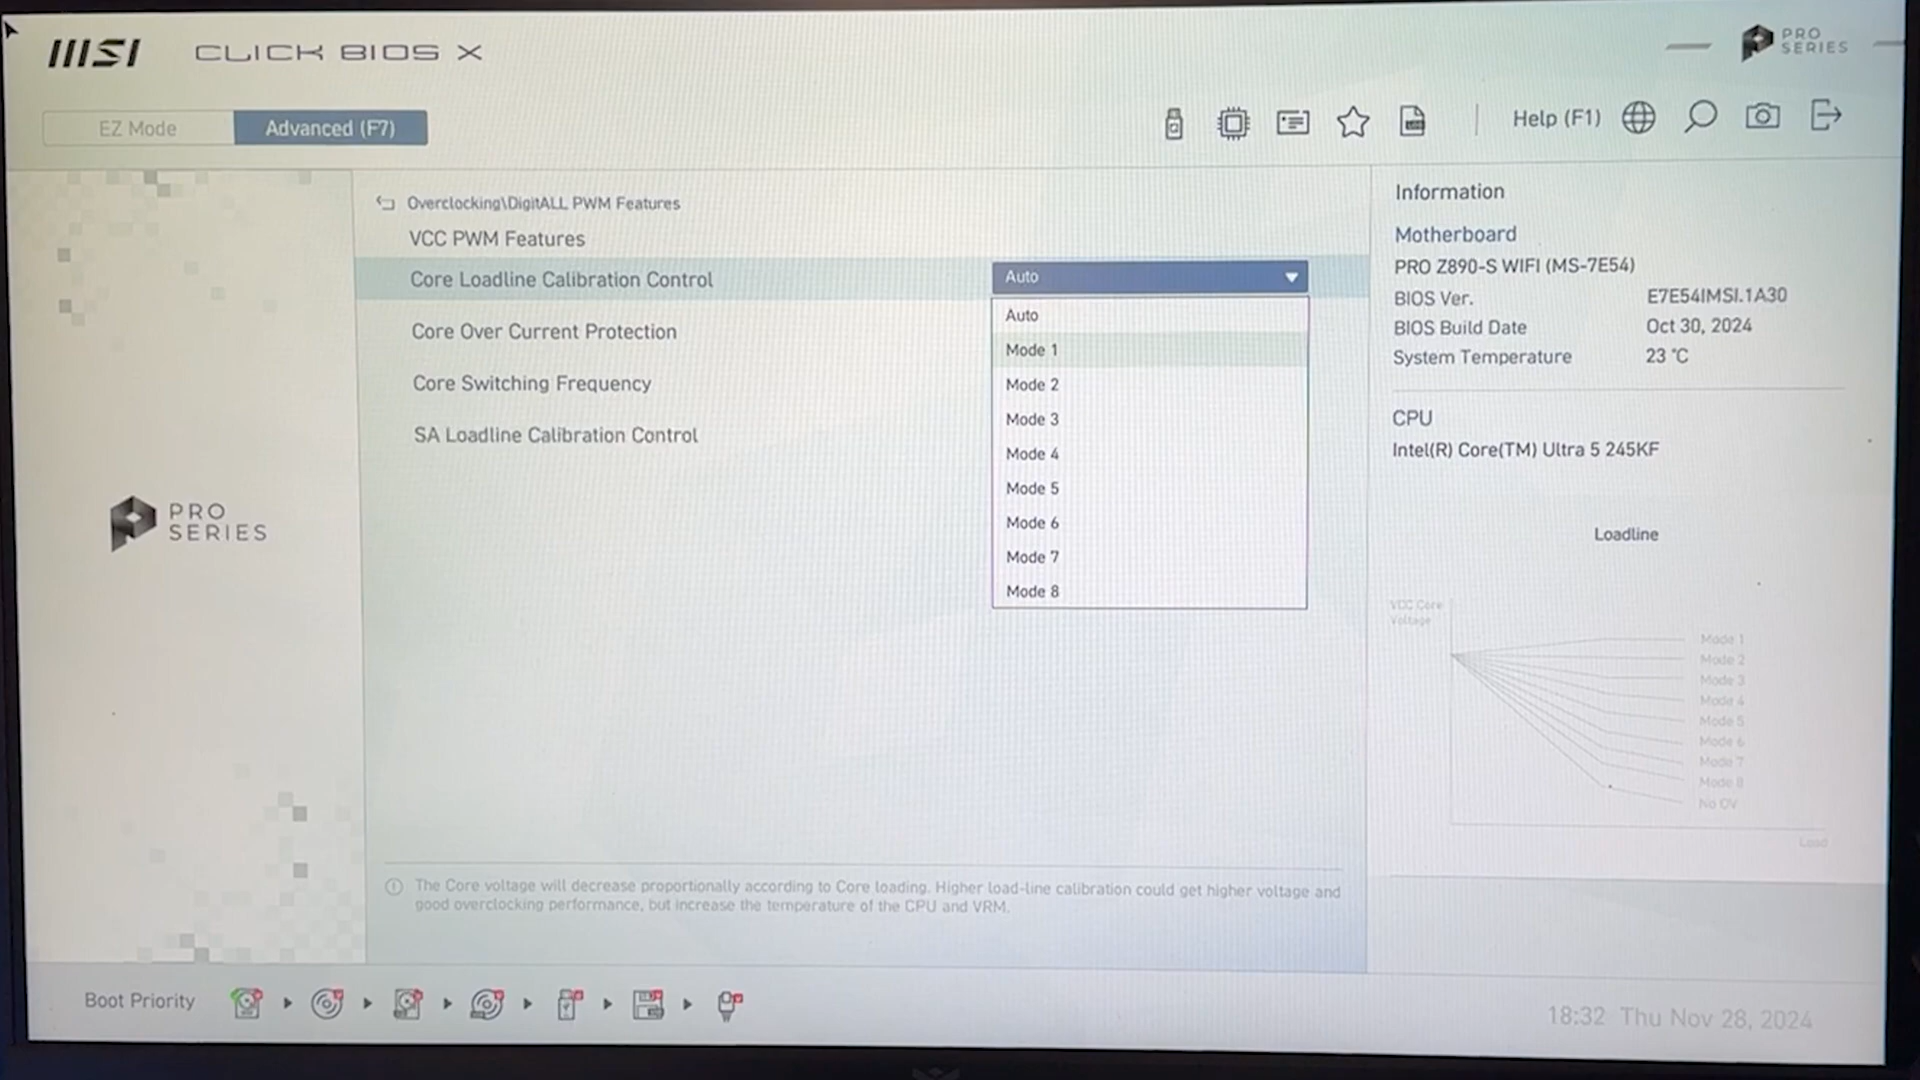 msi CLICK BIOS X
PRO SERIES
EZ Mode
Advanced (F7)
Help (F1)
Overclocking\DigitALL PWM Features
VCC PWM Features
Core Loadline Calibration Control
Auto
Core Over Current Protection
Core Switching Frequency
SA Loadline Calibration Control
Auto
Mode 1
Mode 2
Mode 3
Mode 4
Mode 5
Mode 6
Mode 7
Mode 8
PRO
SERIES
The Core voltage will decrease proportionally according to Core loading. Higher load-line calibration could get higher voltage and
good overclocking performance, but increase the temperature of the CPU and VRM.
Information
Motherboard
PRO Z890-S WIFI (MS-7E54)
BIOS Ver. E7E54IMSI.1A30
BIOS Build Date Oct 30, 2024
System Temperature 23 °C
CPU
Intel(R) Core(TM) Ultra 5 245KF
Loadline
VCC Core
Voltage
Mode 1
Mode 2
Mode 3
Mode 4
Mode 5
Mode 6
Mode 7
Mode 8
No OV
Load
Boot Priority
18:32 Thu Nov 28, 2024